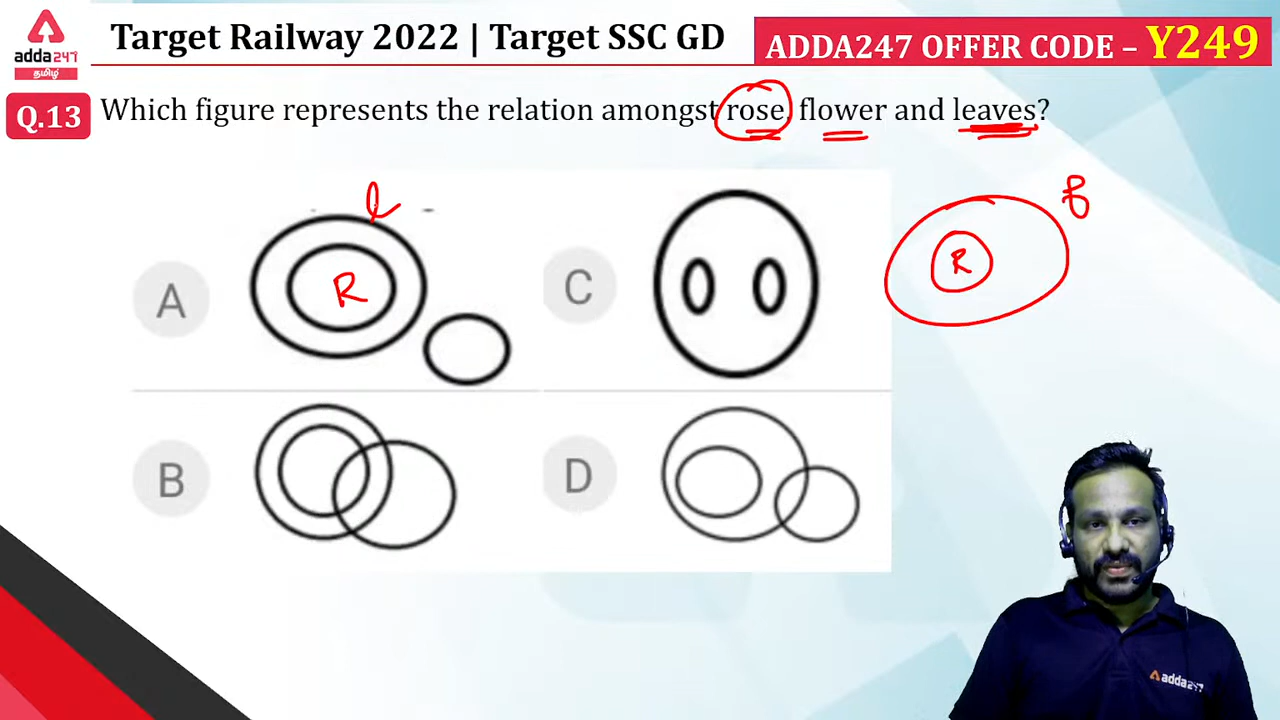 Target Railway 2022 | Target SSC GD
ADDA247 OFFER CODE – Y249
adda247
தமிழ்
Q.13 Which figure represents the relation amongst rose, flower and leaves?
A
R
C
R
B
D
adda247